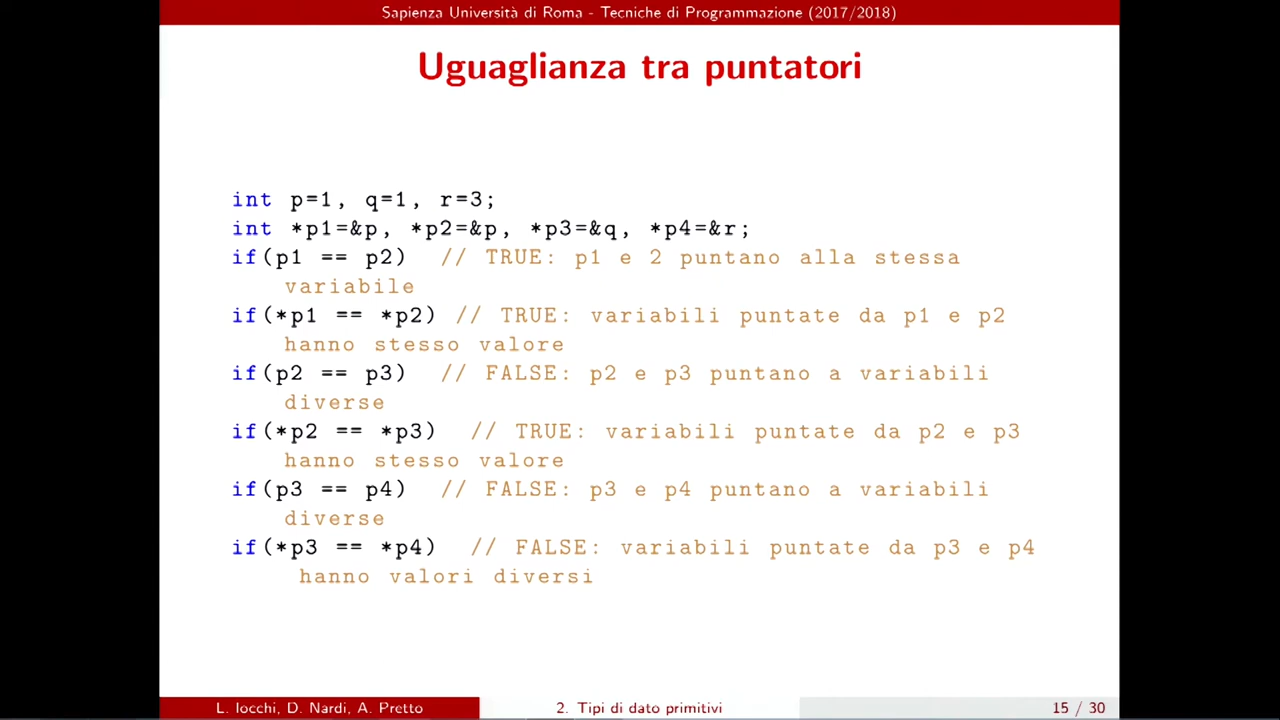 Sapienza Università di Roma - Tecniche di Programmazione (2017/2018)
Uguaglianza tra puntatori
int p=1, q=1, r=3;
int *p1=&p, *p2=&p, *p3=&q, *p4=&r;
if(p1 == p2) // TRUE: p1 e 2 puntano alla stessa
variabile
if(*p1 == *p2) // TRUE: variabili puntate da p1 e p2
hanno stesso valore
if(p2 == p3) // FALSE: p2 e p3 puntano a variabili
diverse
if(*p2 == *p3) // TRUE: variabili puntate da p2 e p3
hanno stesso valore
if(p3 == p4) // FALSE: p3 e p4 puntano a variabili
diverse
if(*p3 == *p4) // FALSE: variabili puntate da p3 e p4
hanno valori diversi
L. Iocchi, D. Nardi, A. Pretto 2. Tipi di dato primitivi 15 / 30